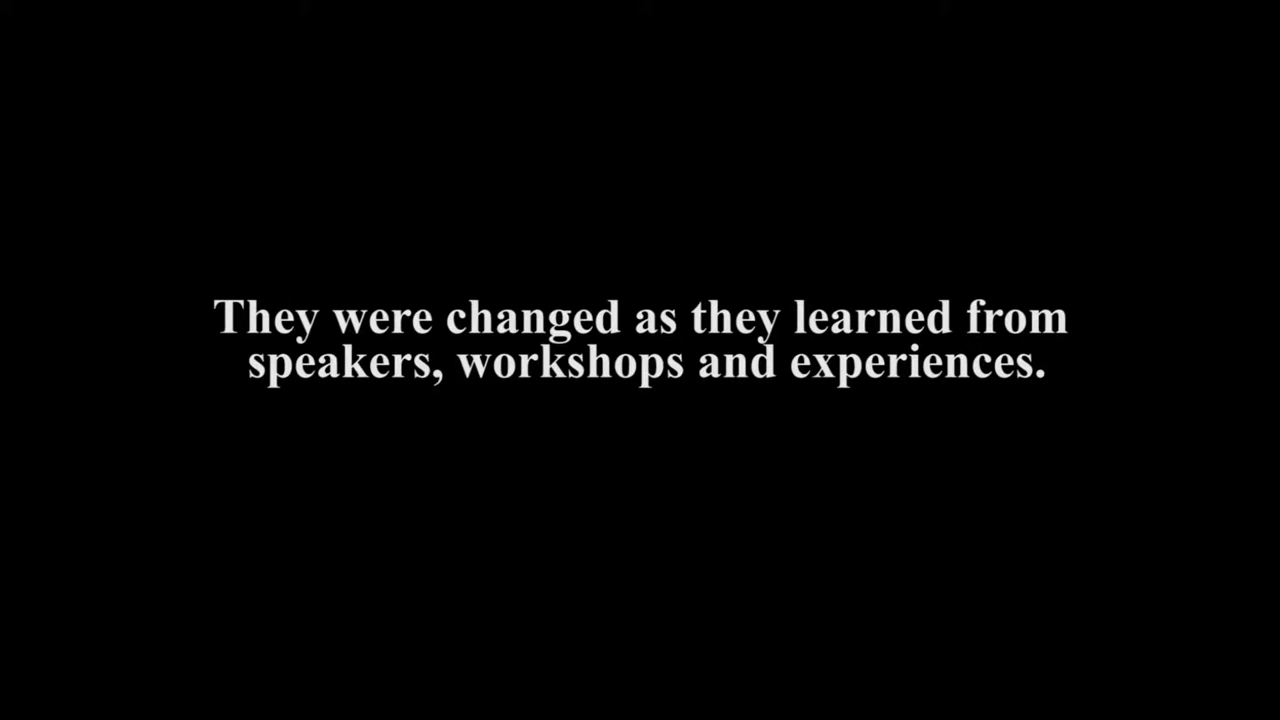 They were changed as they learned from
speakers, workshops and experiences.